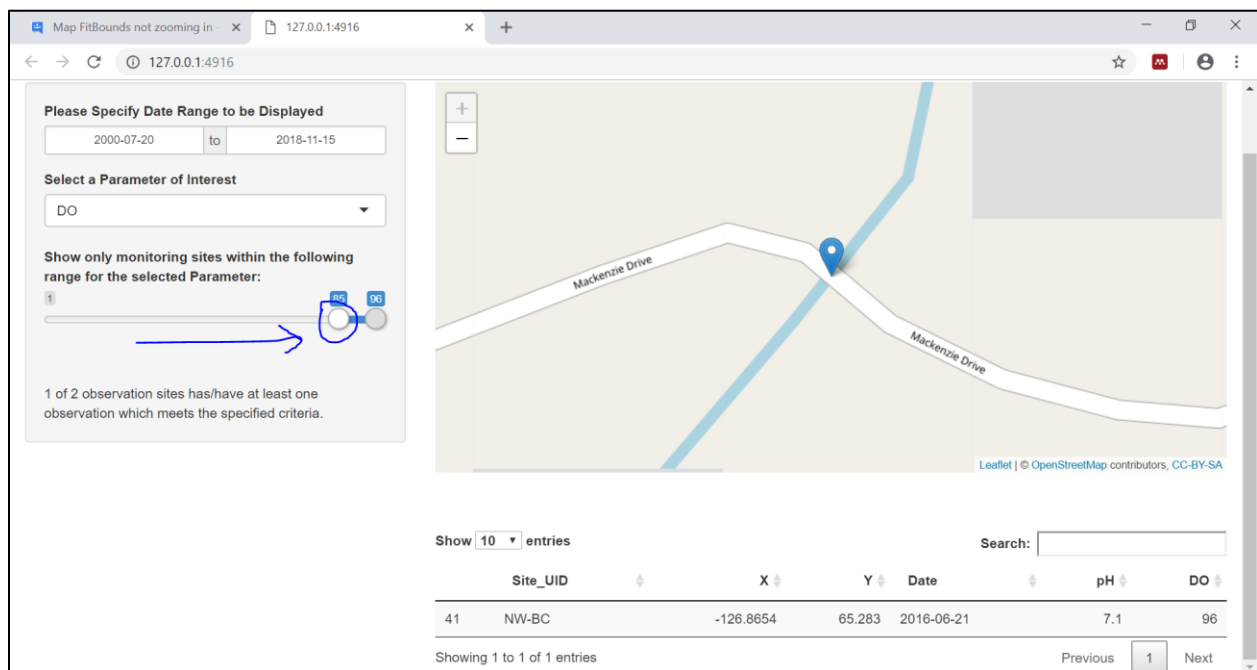 Map FitBounds not zooming in -
127.0.0.1:4916
127.0.0.1:4916
Please Specify Date Range to be Displayed
2000-07-20 to 2018-11-15
Select a Parameter of Interest
DO
Show only monitoring sites within the following
range for the selected Parameter:
1 85 96
1 of 2 observation sites has/have at least one
observation which meets the specified criteria.
+
−
Mackenzie Drive
Mackenzie Drive
Leaflet | © OpenStreetMap contributors, CC-BY-SA
Show 10 entries
Search:
Site_UID X Y Date pH DO
41 NW-BC -126.8654 65.283 2016-06-21 7.1 96
Showing 1 to 1 of 1 entries
Previous 1 Next